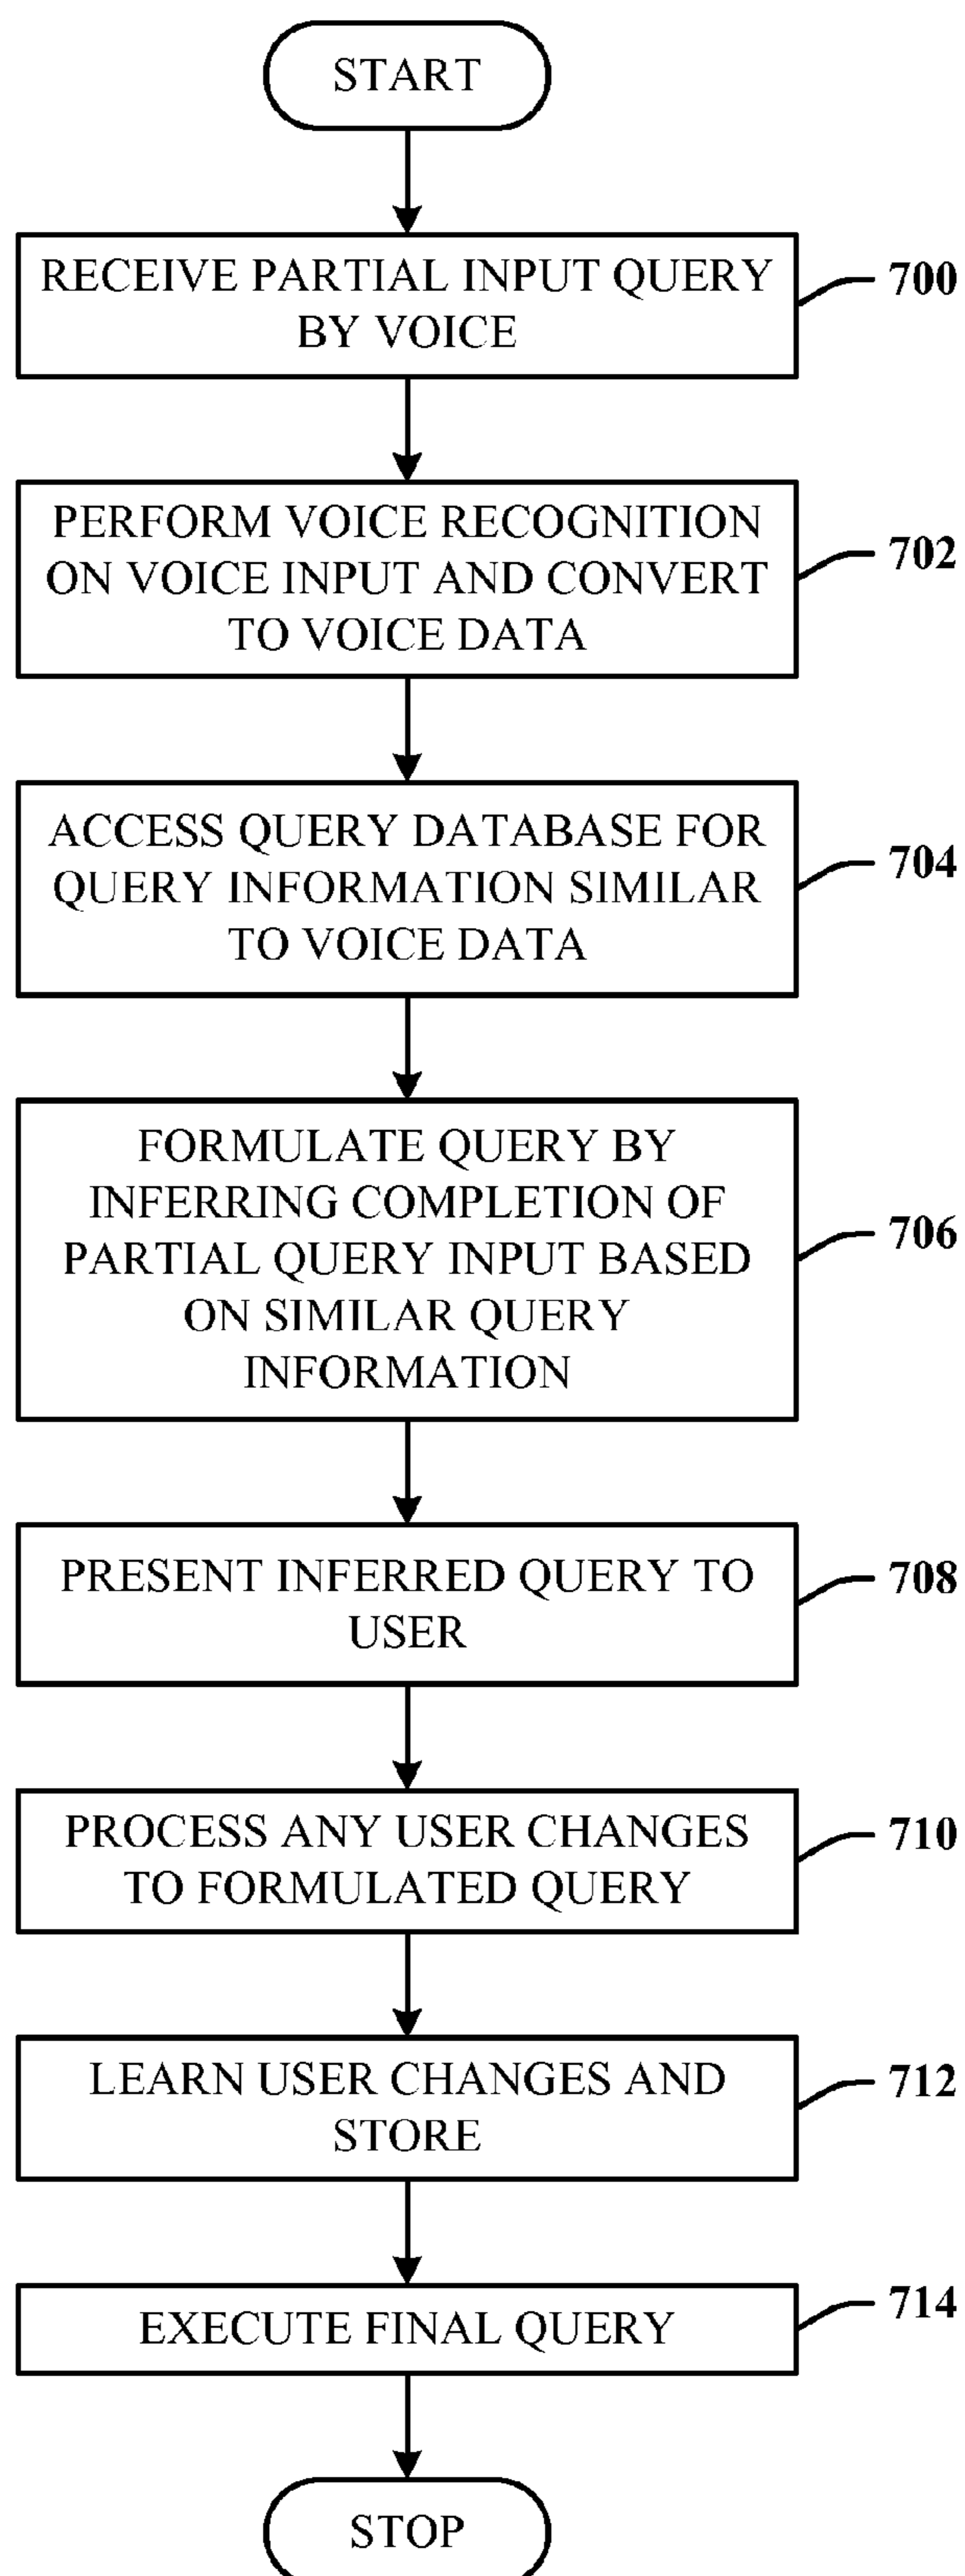 START
RECEIVE PARTIAL INPUT QUERY
BY VOICE
700
PERFORM VOICE RECOGNITION
ON VOICE INPUT AND CONVERT
TO VOICE DATA
702
ACCESS QUERY DATABASE FOR
QUERY INFORMATION SIMILAR
TO VOICE DATA
704
FORMULATE QUERY BY
INFERRING COMPLETION OF
PARTIAL QUERY INPUT BASED
ON SIMILAR QUERY
INFORMATION
706
PRESENT INFERRED QUERY TO
USER
708
PROCESS ANY USER CHANGES
TO FORMULATED QUERY
710
LEARN USER CHANGES AND
STORE
712
EXECUTE FINAL QUERY
714
STOP